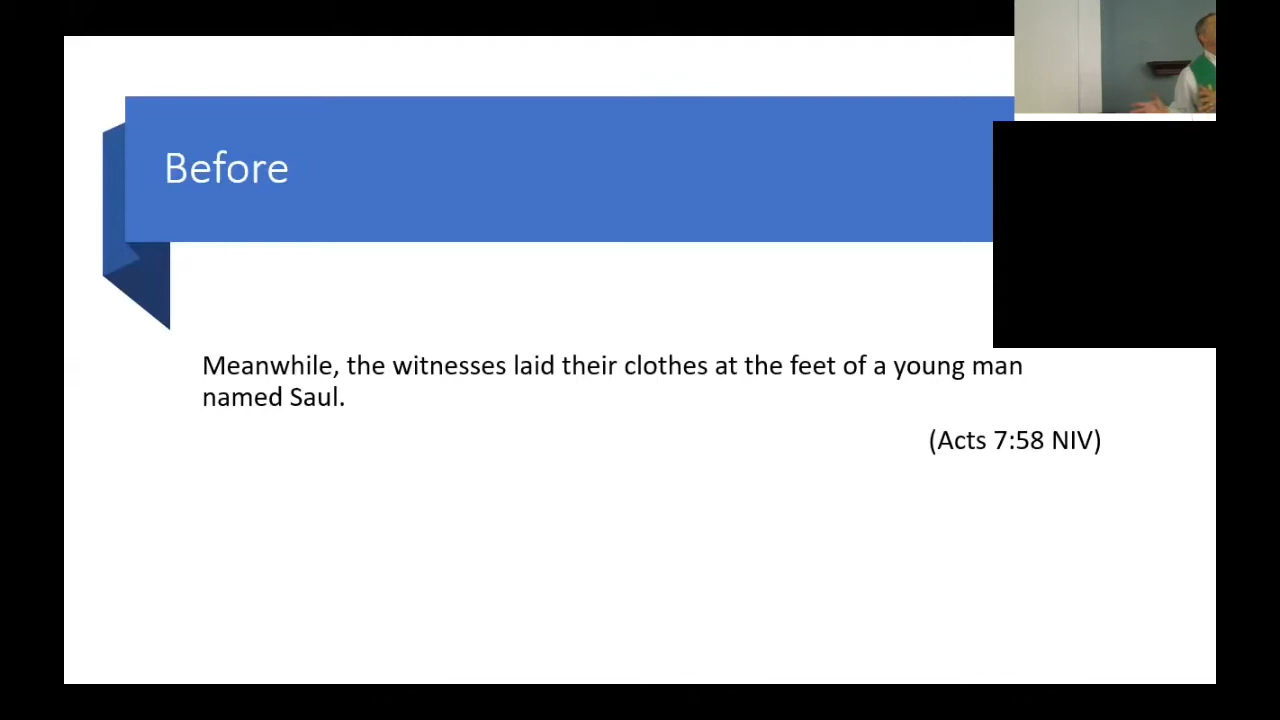 Before
Meanwhile, the witnesses laid their clothes at the feet of a young man
named Saul.
(Acts 7:58 NIV)